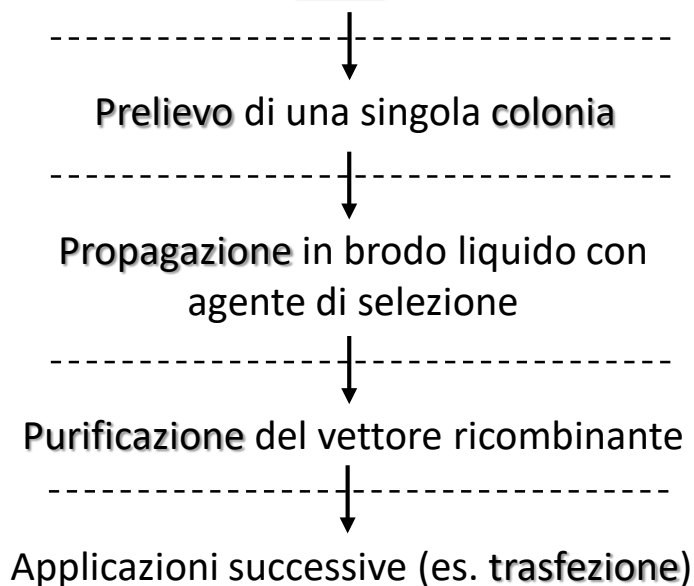 Prelievo di una singola colonia
Propagazione in brodo liquido con
agente di selezione
Purificazione del vettore ricombinante
Applicazioni successive (es. trasfezione)